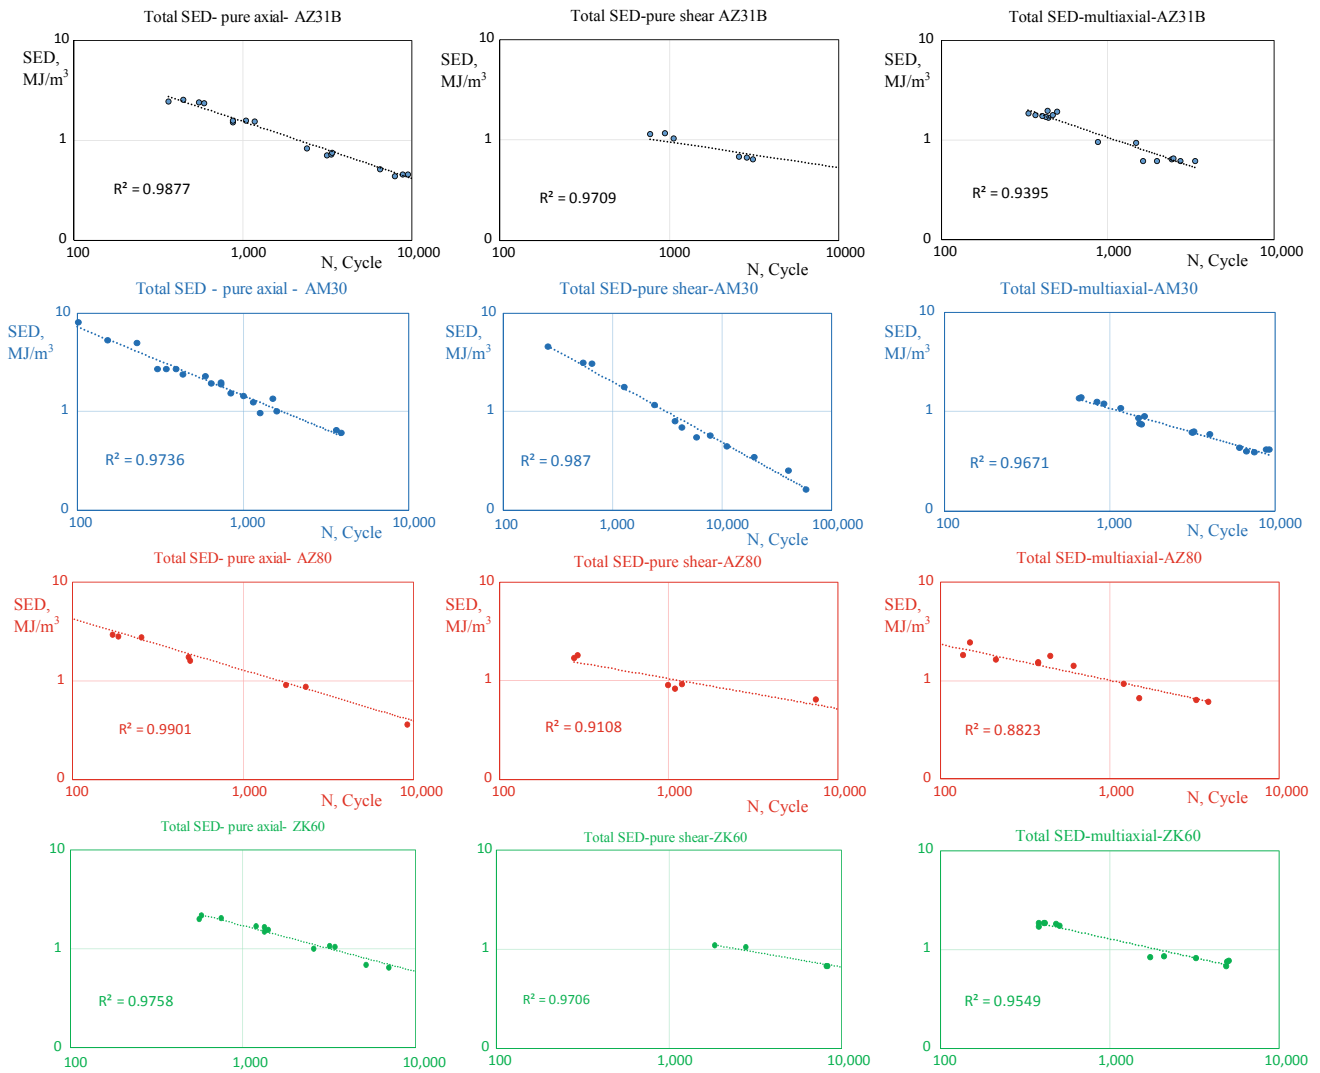 Total SED- pure axial- AZ31B
10
SED,
MJ/m³
1
R² = 0.9877
0
100
1,000
10,000
N, Cycle
Total SED-pure shear AZ31B
10
SED,
MJ/m³
1
R² = 0.9709
0
100
1000
10000
N, Cycle
Total SED-multiaxial-AZ31B
10
SED,
MJ/m³
1
R² = 0.9395
0
100
1,000
10,000
N, Cycle
Total SED - pure axial - AM30
10
SED,
MJ/m³
1
R² = 0.9736
0
100
1,000
10,000
N, Cycle
Total SED-pure shear-AM30
10
SED,
MJ/m³
1
R² = 0.987
0
100
1,000
10,000
100,000
N, Cycle
Total SED-multiaxial-AM30
10
SED,
MJ/m³
1
R² = 0.9671
0
100
1,000
10,000
N, Cycle
Total SED- pure axial- AZ80
10
SED,
MJ/m³
1
R² = 0.9901
0
100
1,000
10,000
N, Cycle
Total SED-pure shear-AZ80
10
SED,
MJ/m³
1
R² = 0.9108
0
100
1,000
10,000
N, Cycle
Total SED-multiaxial-AZ80
10
SED,
MJ/m³
1
R² = 0.8823
0
100
1,000
10,000
N, Cycle
Total SED- pure axial- ZK60
10
1
R² = 0.9758
0
100
1,000
10,000
Total SED-pure shear-ZK60
10
1
R² = 0.9706
0
100
1,000
10,000
Total SED-multiaxial-ZK60
10
1
R² = 0.9549
0
100
1,000
10,000